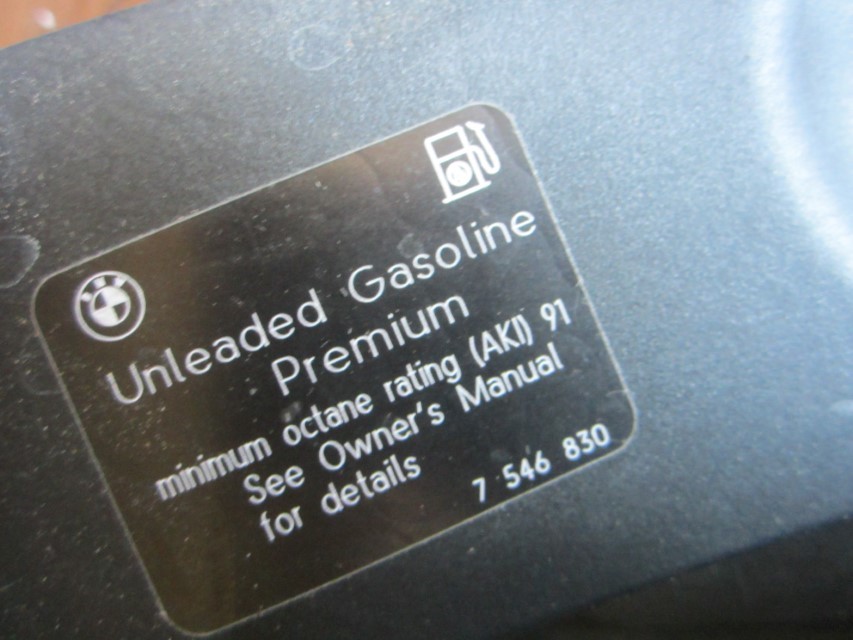 Unleaded Gasoline
Premium
minimum octane rating (AKI) 91
See Owner's Manual
for details
7 546 830